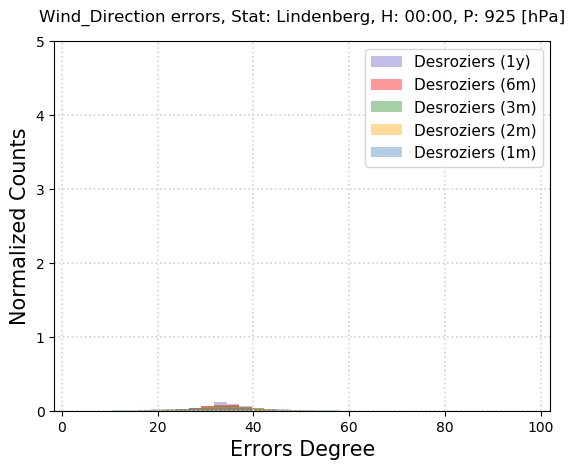 Wind_Direction errors, Stat: Lindenberg, H: 00:00, P: 925 [hPa]
Desroziers (1y)
Desroziers (6m)
Desroziers (3m)
Desroziers (2m)
Desroziers (1m)
Normalized Counts
5
4
3
2
1
0
0 20 40 60 80 100
Errors Degree